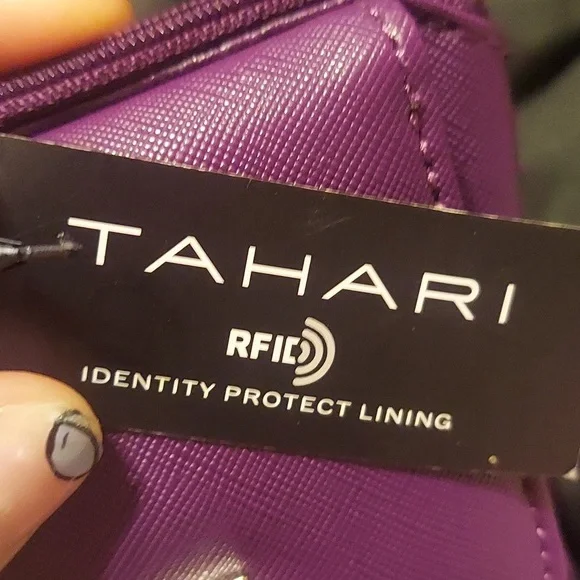 TAHARI
RFID
IDENTITY PROTECT LINING